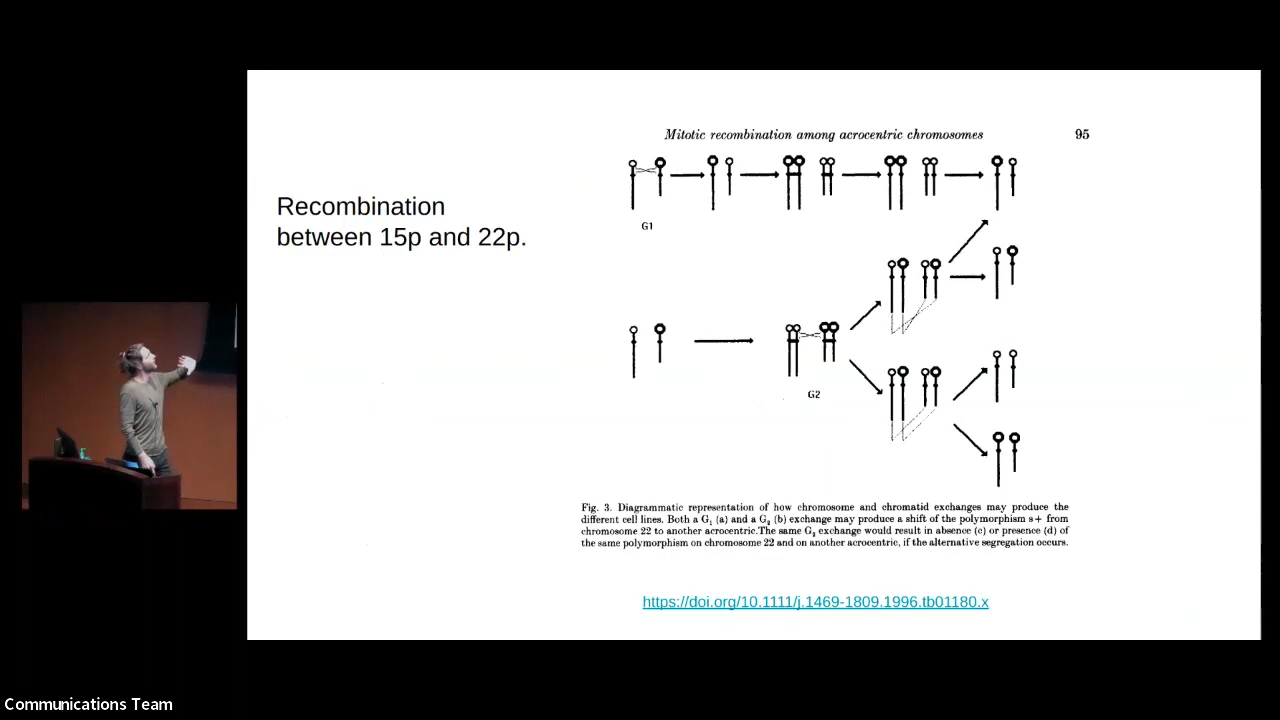 Mitotic recombination among acrocentric chromosomes 95
Recombination
between 15p and 22p.
G1
G2
Fig. 3. Diagrammatic representation of how chromosome and chromatid exchanges may produce the
different cell lines. Both a G₁ (a) and a G₂ (b) exchange may produce a shift of the polymorphism s+ from
chromosome 22 to another acrocentric.The same G₂ exchange would result in absence (c) or presence (d) of
the same polymorphism on chromosome 22 and on another acrocentric, if the alternative segregation occurs.
https://doi.org/10.1111/j.1469-1809.1996.tb01180.x
Communications Team